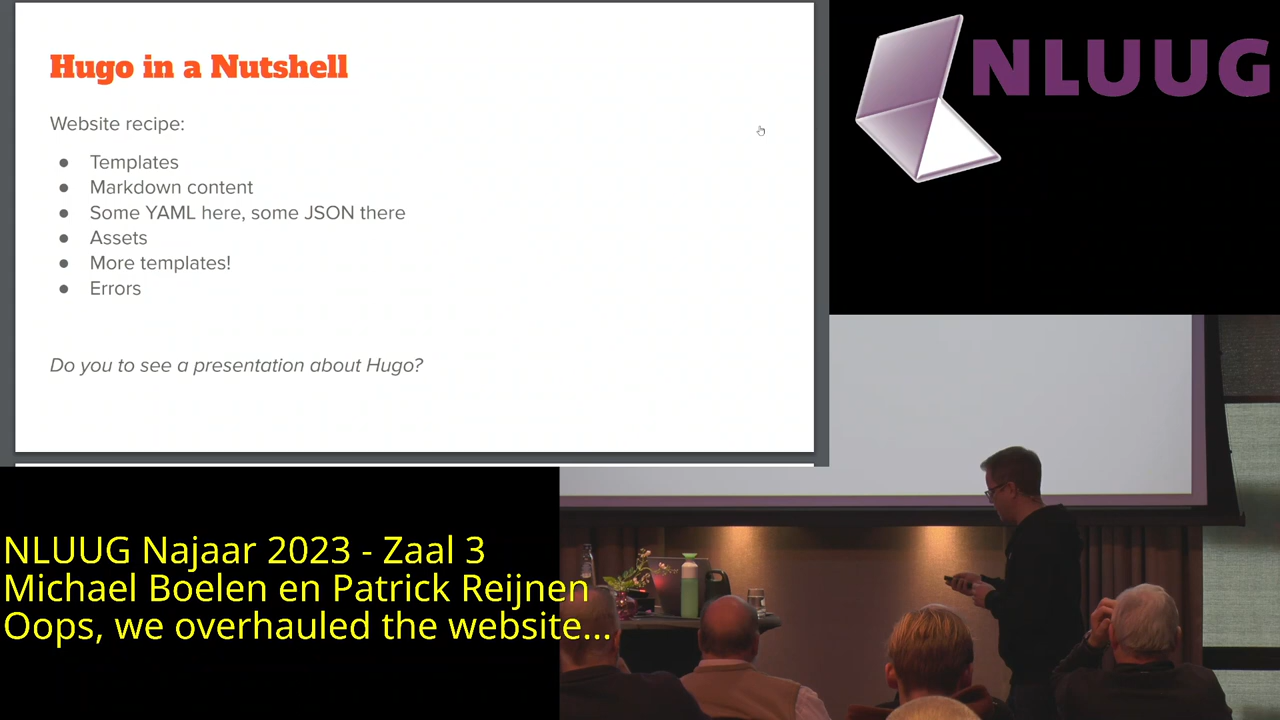 Hugo in a Nutshell
Website recipe:
● Templates
● Markdown content
● Some YAML here, some JSON there
● Assets
● More templates!
● Errors
Do you to see a presentation about Hugo?
NLUUG
NLUUG Najaar 2023 - Zaal 3
Michael Boelen en Patrick Reijnen
Oops, we overhauled the website...